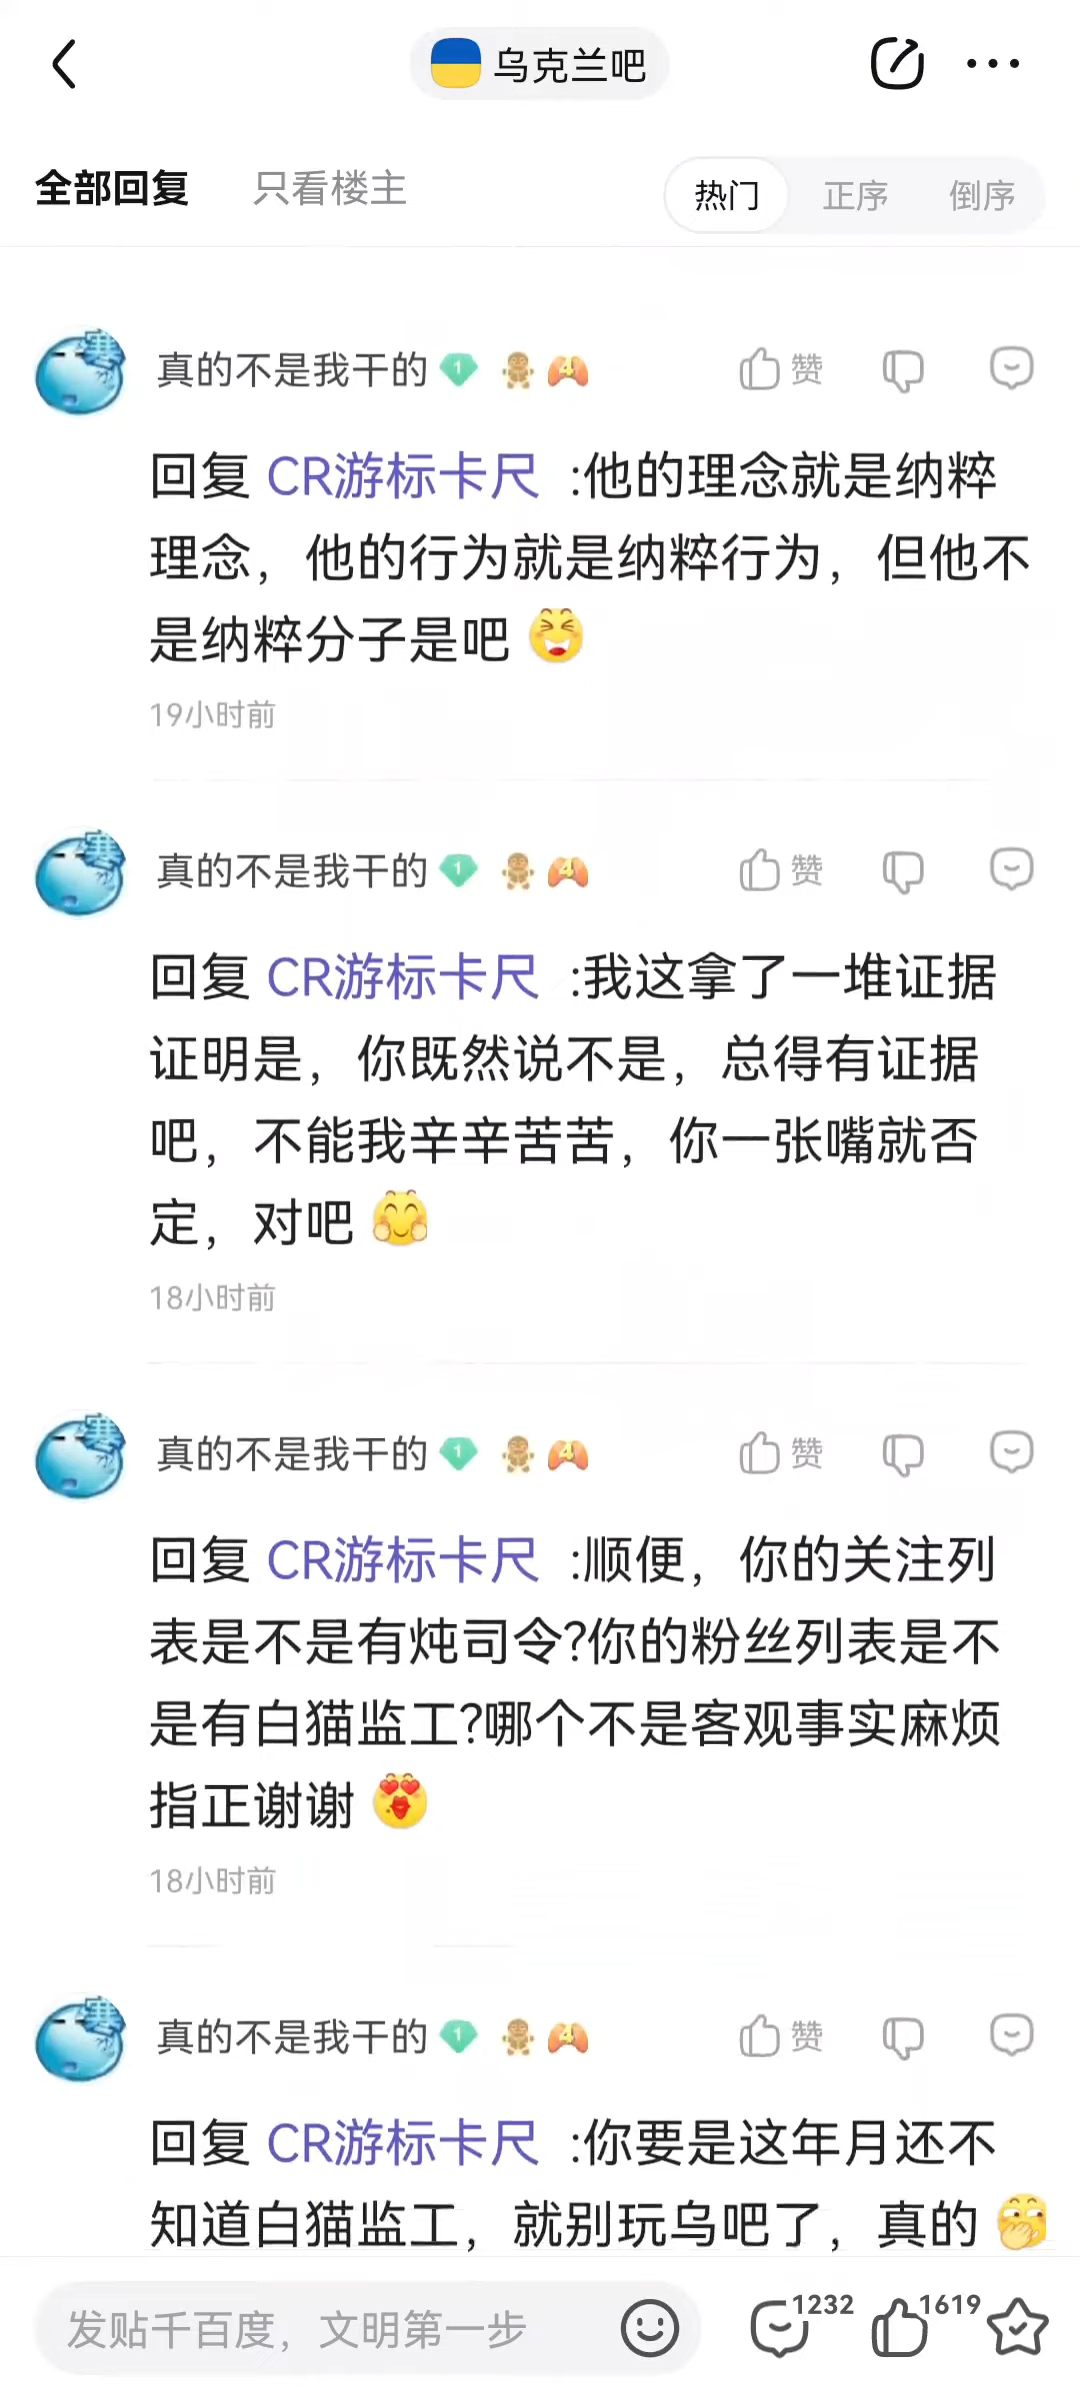 乌克兰吧
全部回复 只看楼主 热门 正序 倒序
寒
真的不是我干的 1 4 赞
回复 CR游标卡尺 :他的理念就是纳粹
理念，他的行为就是纳粹行为，但他不
是纳粹分子是吧
19小时前
寒
真的不是我干的 1 4 赞
回复 CR游标卡尺 :我这拿了一堆证据
证明是，你既然说不是，总得有证据
吧，不能我辛辛苦苦，你一张嘴就否
定，对吧
18小时前
寒
真的不是我干的 1 4 赞
回复 CR游标卡尺 :顺便，你的关注列
表是不是有炖司令?你的粉丝列表是不
是有白猫监工?哪个不是客观事实麻烦
指正谢谢
18小时前
寒
真的不是我干的 1 4 赞
回复 CR游标卡尺 :你要是这年月还不
知道白猫监工，就别玩乌吧了，真的
发贴千百度，文明第一步 1232 1619